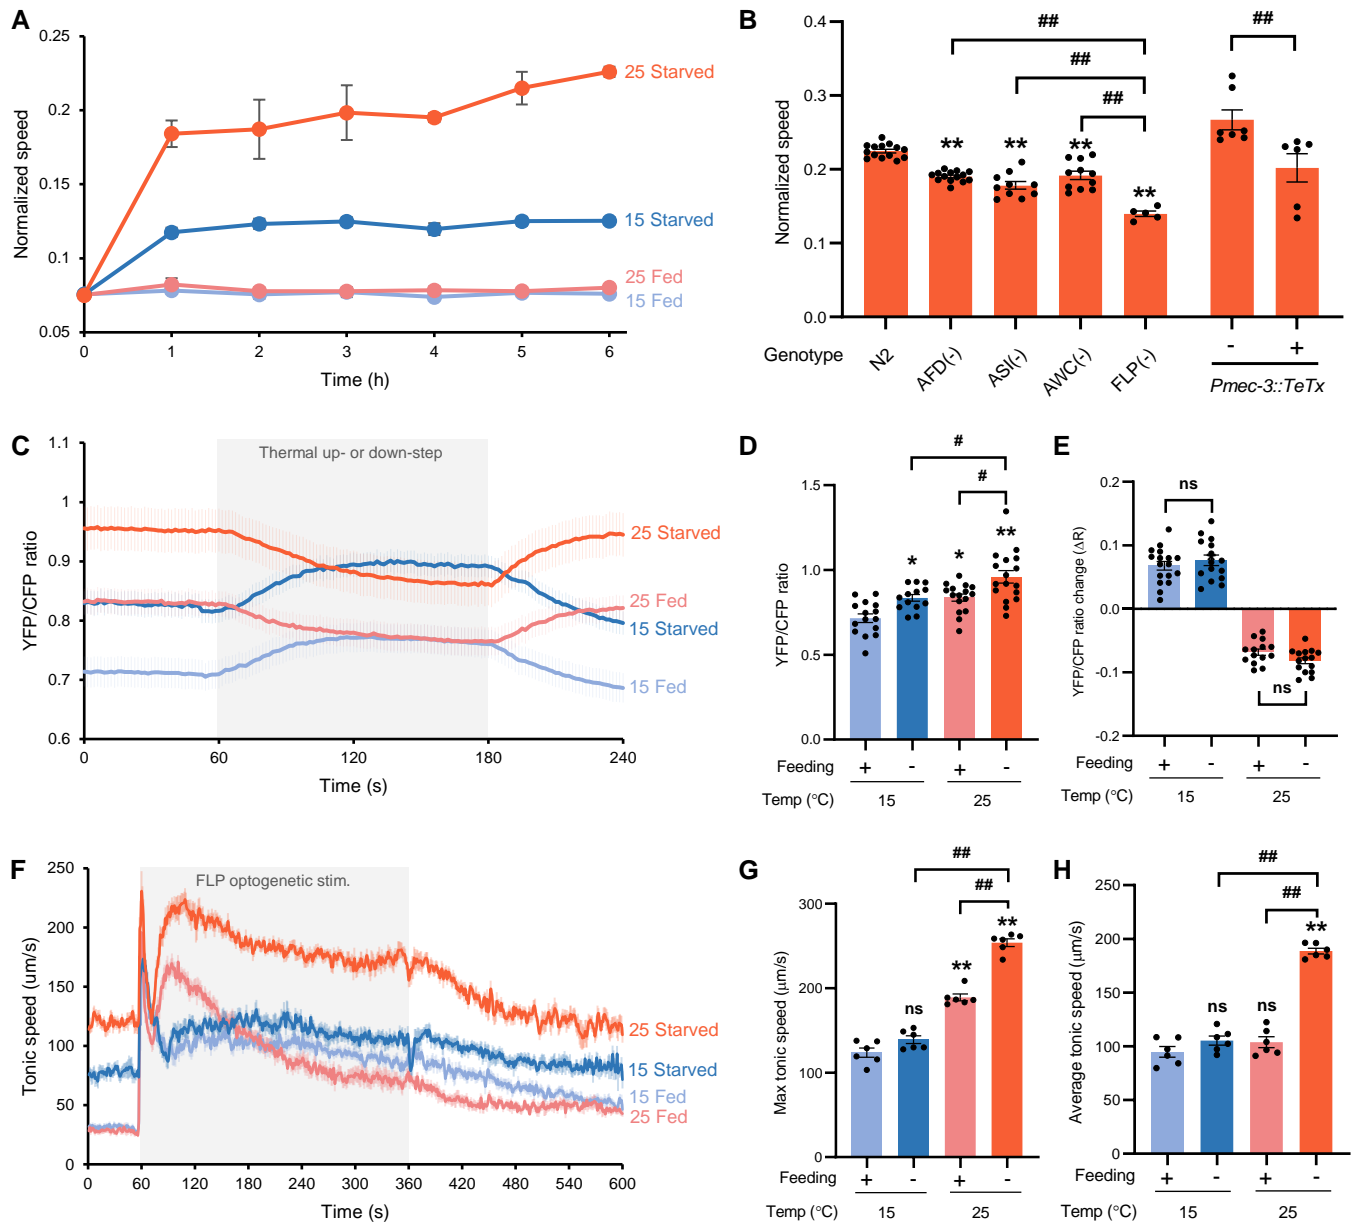 A
0.25
0.2
0.15
0.1
0.05
Normalized speed
0
1
2
3
4
5
6
Time (h)
25 Starved
15 Starved
25 Fed
15 Fed
B
0.4
0.3
0.2
0.1
0.0
Normalized speed
##
##
##
##
**
**
**
**
Genotype
N2
AFD(-)
ASI(-)
AWC(-)
FLP(-)
-
+
Pmec-3::TeTx
C
1.1
1
0.9
0.8
0.7
0.6
YFP/CFP ratio
Thermal up- or down-step
25 Starved
25 Fed
15 Starved
15 Fed
0
60
120
180
240
Time (s)
D
1.5
1.0
0.5
0.0
YFP/CFP ratio
#
#
*
*
**
Feeding
+
-
+
-
Temp (°C)
15
25
E
0.2
0.1
0.0
-0.1
-0.2
YFP/CFP ratio change (ΔR)
ns
ns
Feeding
+
-
+
-
Temp (°C)
15
25
F
250
200
150
100
50
0
Tonic speed (um/s)
FLP optogenetic stim.
25 Starved
15 Starved
15 Fed
25 Fed
0
60
120
180
240
300
360
420
480
540
600
Time (s)
G
300
200
100
0
Max tonic speed (μm/s)
##
##
ns
**
**
Feeding
+
-
+
-
Temp (°C)
15
25
H
250
200
150
100
50
0
Average tonic speed (μm/s)
##
##
ns
ns
**
Feeding
+
-
+
-
Temp (°C)
15
25